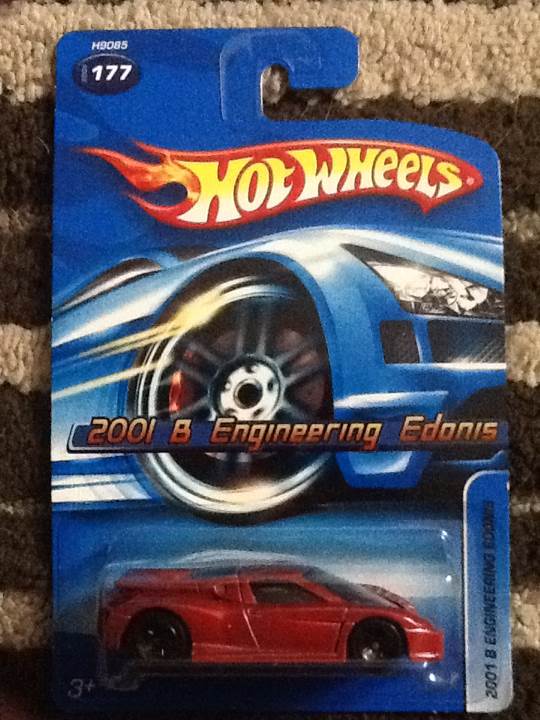 H9085
177
HOT WHEELS
2001 B Engineering Edonis
2001 B ENGINEERING EDONIS
3+